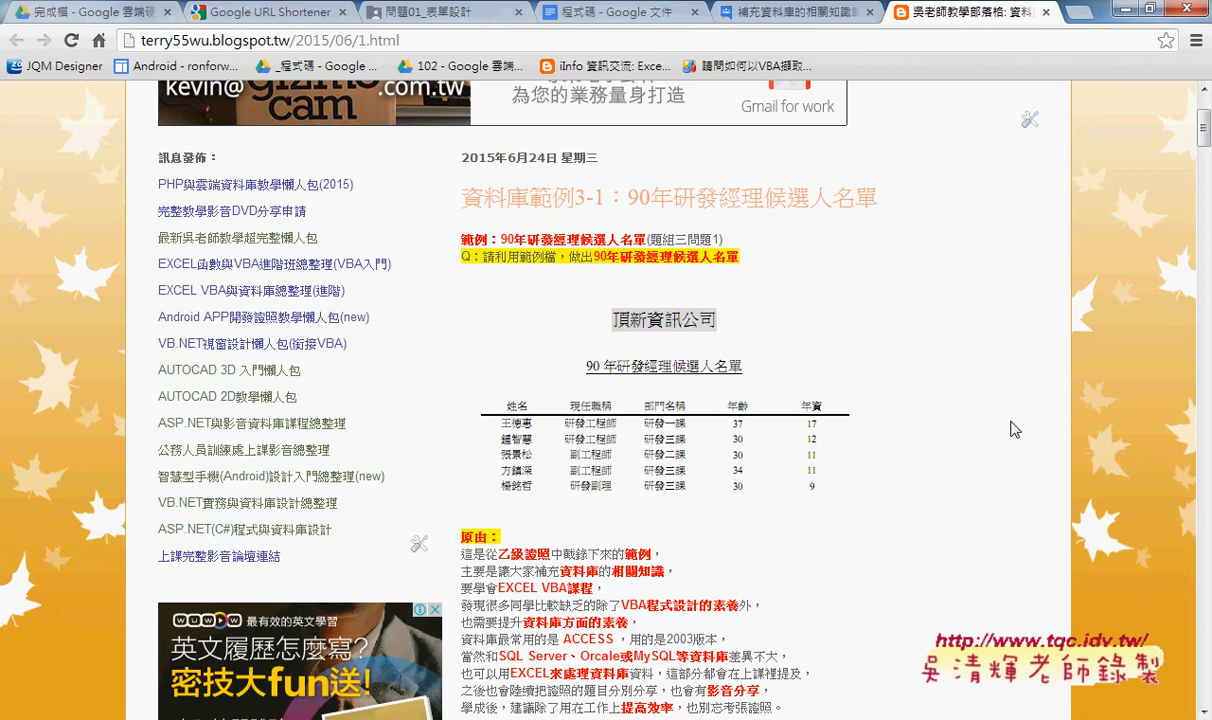 完成檔 - Google 雲端硬
Google URL Shortener
問題01_表單設計
程式碼 - Google 文件
補充資料庫的相關知識
吳老師教學部落格: 資料
terry55wu.blogspot.tw/2015/06/1.html
JQM Designer
Android - ronforw...
_程式碼 - Google ...
102 - Google 雲端...
iInfo 資訊交流: Exce...
請問如何以VBA擷取...
kevin@gizmocam.com.tw
為您的業務量身打造
Gmail for work
訊息發佈：
PHP與雲端資料庫教學懶人包(2015)
完整教學影音DVD分享申請
最新吳老師教學超完整懶人包
EXCEL函數與VBA進階班總整理(VBA入門)
EXCEL VBA與資料庫總整理(進階)
Android APP開發證照教學懶人包(new)
VB.NET視窗設計懶人包(銜接VBA)
AUTOCAD 3D 入門懶人包
AUTOCAD 2D教學懶人包
ASP.NET與影音資料庫課程總整理
公務人員訓練處上課影音總整理
智慧型手機(Android)設計入門總整理(new)
VB.NET實務與資料庫設計總整理
ASP.NET(C#)程式與資料庫設計
上課完整影音論壇連結
WUWOW 最有效的英文學習
英文履歷怎麼寫?
密技大fun送!
2015年6月24日 星期三
資料庫範例3-1：90年研發經理候選人名單
範例：90年研發經理候選人名單(題組三問題1)
Q：請利用範例檔，做出90年研發經理候選人名單
頂新資訊公司
90 年研發經理候選人名單
姓名 現任職稱 部門名稱 年齡 年資
王德惠 研發工程師 研發一課 37 17
鍾智慧 研發工程師 研發三課 30 12
張景松 副工程師 研發二課 30 11
方鎮深 副工程師 研發三課 34 11
楊銘哲 研發副理 研發三課 30 9
原由：
這是從乙級證照中截錄下來的範例，
主要是讓大家補充資料庫的相關知識，
要學會EXCEL VBA課程，
發現很多同學比較缺乏的除了VBA程式設計的素養外，
也需要提升資料庫方面的素養，
資料庫最常用的是 ACCESS ，用的是2003版本，
當然和SQL Server、Orcale或MySQL等資料庫差異不大，
也可以用EXCEL來處理資料庫資料，這部分都會在上課裡提及，
之後也會陸續把證照的題目分別分享，也會有影音分享，
學成後，建議除了用在工作上提高效率，也別忘考張證照。
http://www.tqc.idv.tw/
吳清輝老師錄製